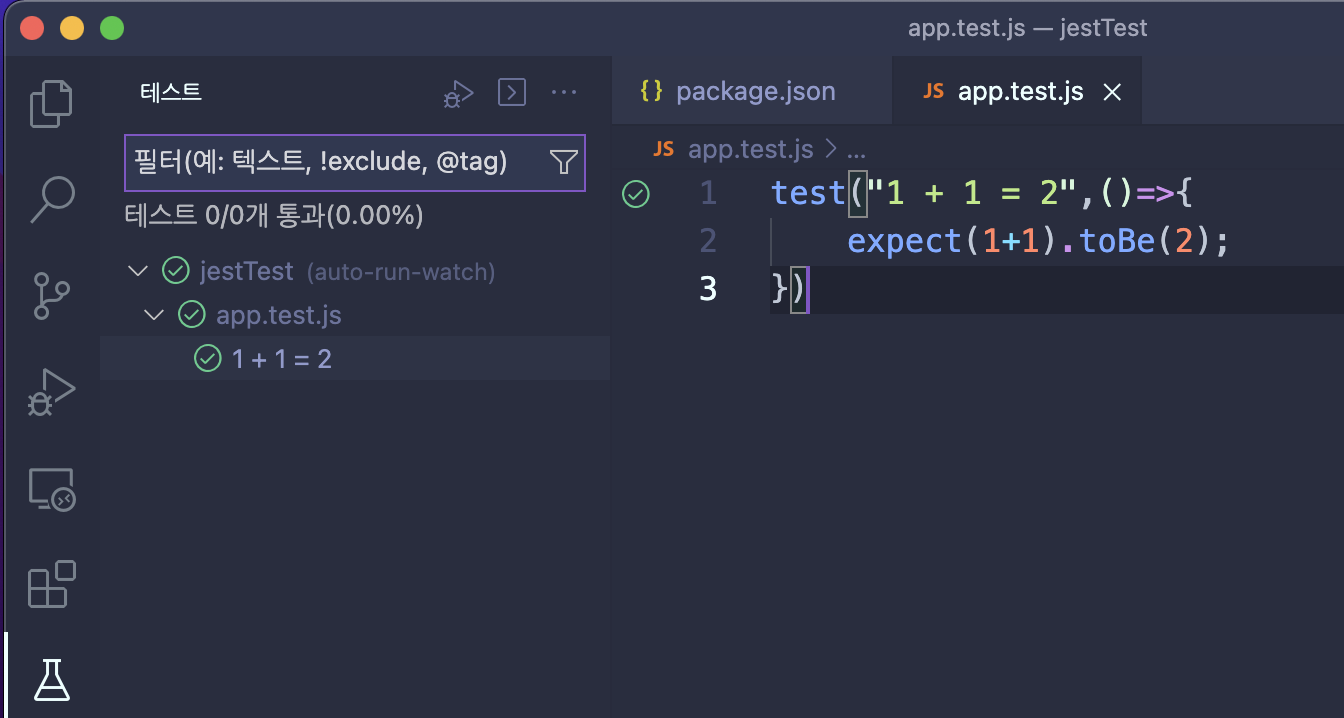 app.test.js — jestTest
테스트
필터(예: 텍스트, !exclude, @tag)
테스트 0/0개 통과(0.00%)
jestTest (auto-run-watch)
app.test.js
1 + 1 = 2
{} package.json
JS app.test.js
JS app.test.js > ...
1 test("1 + 1 = 2",()=>{
2 expect(1+1).toBe(2);
3 })